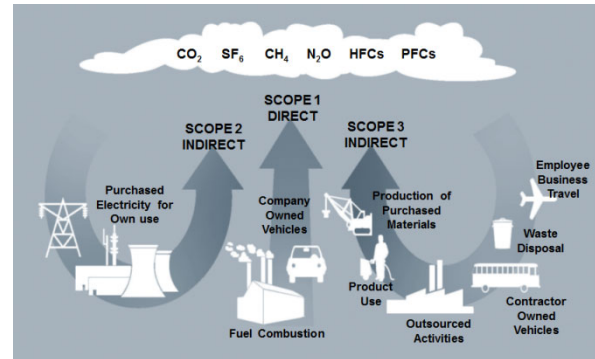 CO₂ SF₆ CH₄ N₂O HFCs PFCs
SCOPE 1
DIRECT
SCOPE 2
INDIRECT
SCOPE 3
INDIRECT
Purchased
Electricity for
Own use
Company
Owned
Vehicles
Fuel Combustion
Production of
Purchased
Materials
Product
Use
Outsourced
Activities
Employee
Business
Travel
Waste
Disposal
Contractor
Owned
Vehicles